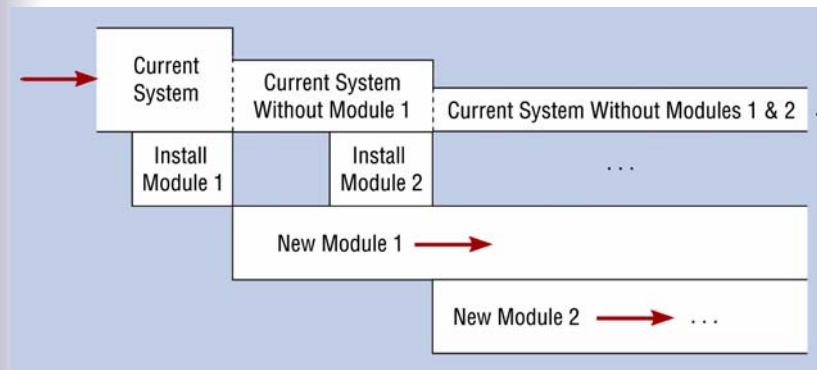 Current
System
Current System
Without Module 1
Current System Without Modules 1 & 2
Install
Module 1
Install
Module 2
. . .
New Module 1
New Module 2
. . .